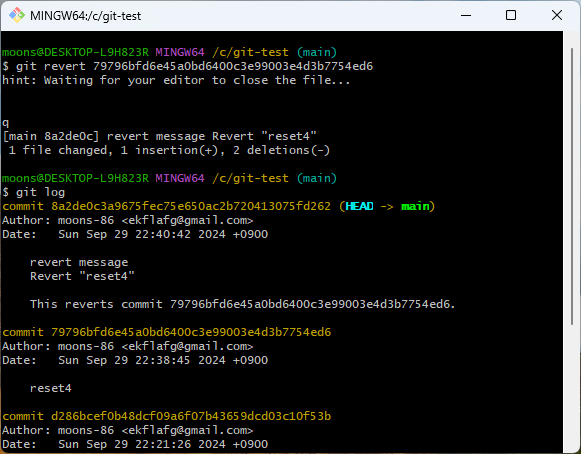 MINGW64:/c/git-test
moons@DESKTOP-L9H823R MINGW64 /c/git-test (main)
$ git revert 79796bfd6e45a0bd6400c3e99003e4d3b7754ed6
hint: Waiting for your editor to close the file...
q
[main 8a2de0c] revert message Revert "reset4"
1 file changed, 1 insertion(+), 2 deletions(-)
moons@DESKTOP-L9H823R MINGW64 /c/git-test (main)
$ git log
commit 8a2de0c3a9675fec75e650ac2b720413075fd262 (HEAD -> main)
Author: moons-86 <ekflafg@gmail.com>
Date:   Sun Sep 29 22:40:42 2024 +0900
revert message
Revert "reset4"
This reverts commit 79796bfd6e45a0bd6400c3e99003e4d3b7754ed6.
commit 79796bfd6e45a0bd6400c3e99003e4d3b7754ed6
Author: moons-86 <ekflafg@gmail.com>
Date:   Sun Sep 29 22:38:45 2024 +0900
reset4
commit d286bcef0b48dcf09a6f07b43659dcd03c10f53b
Author: moons-86 <ekflafg@gmail.com>
Date:   Sun Sep 29 22:21:26 2024 +0900